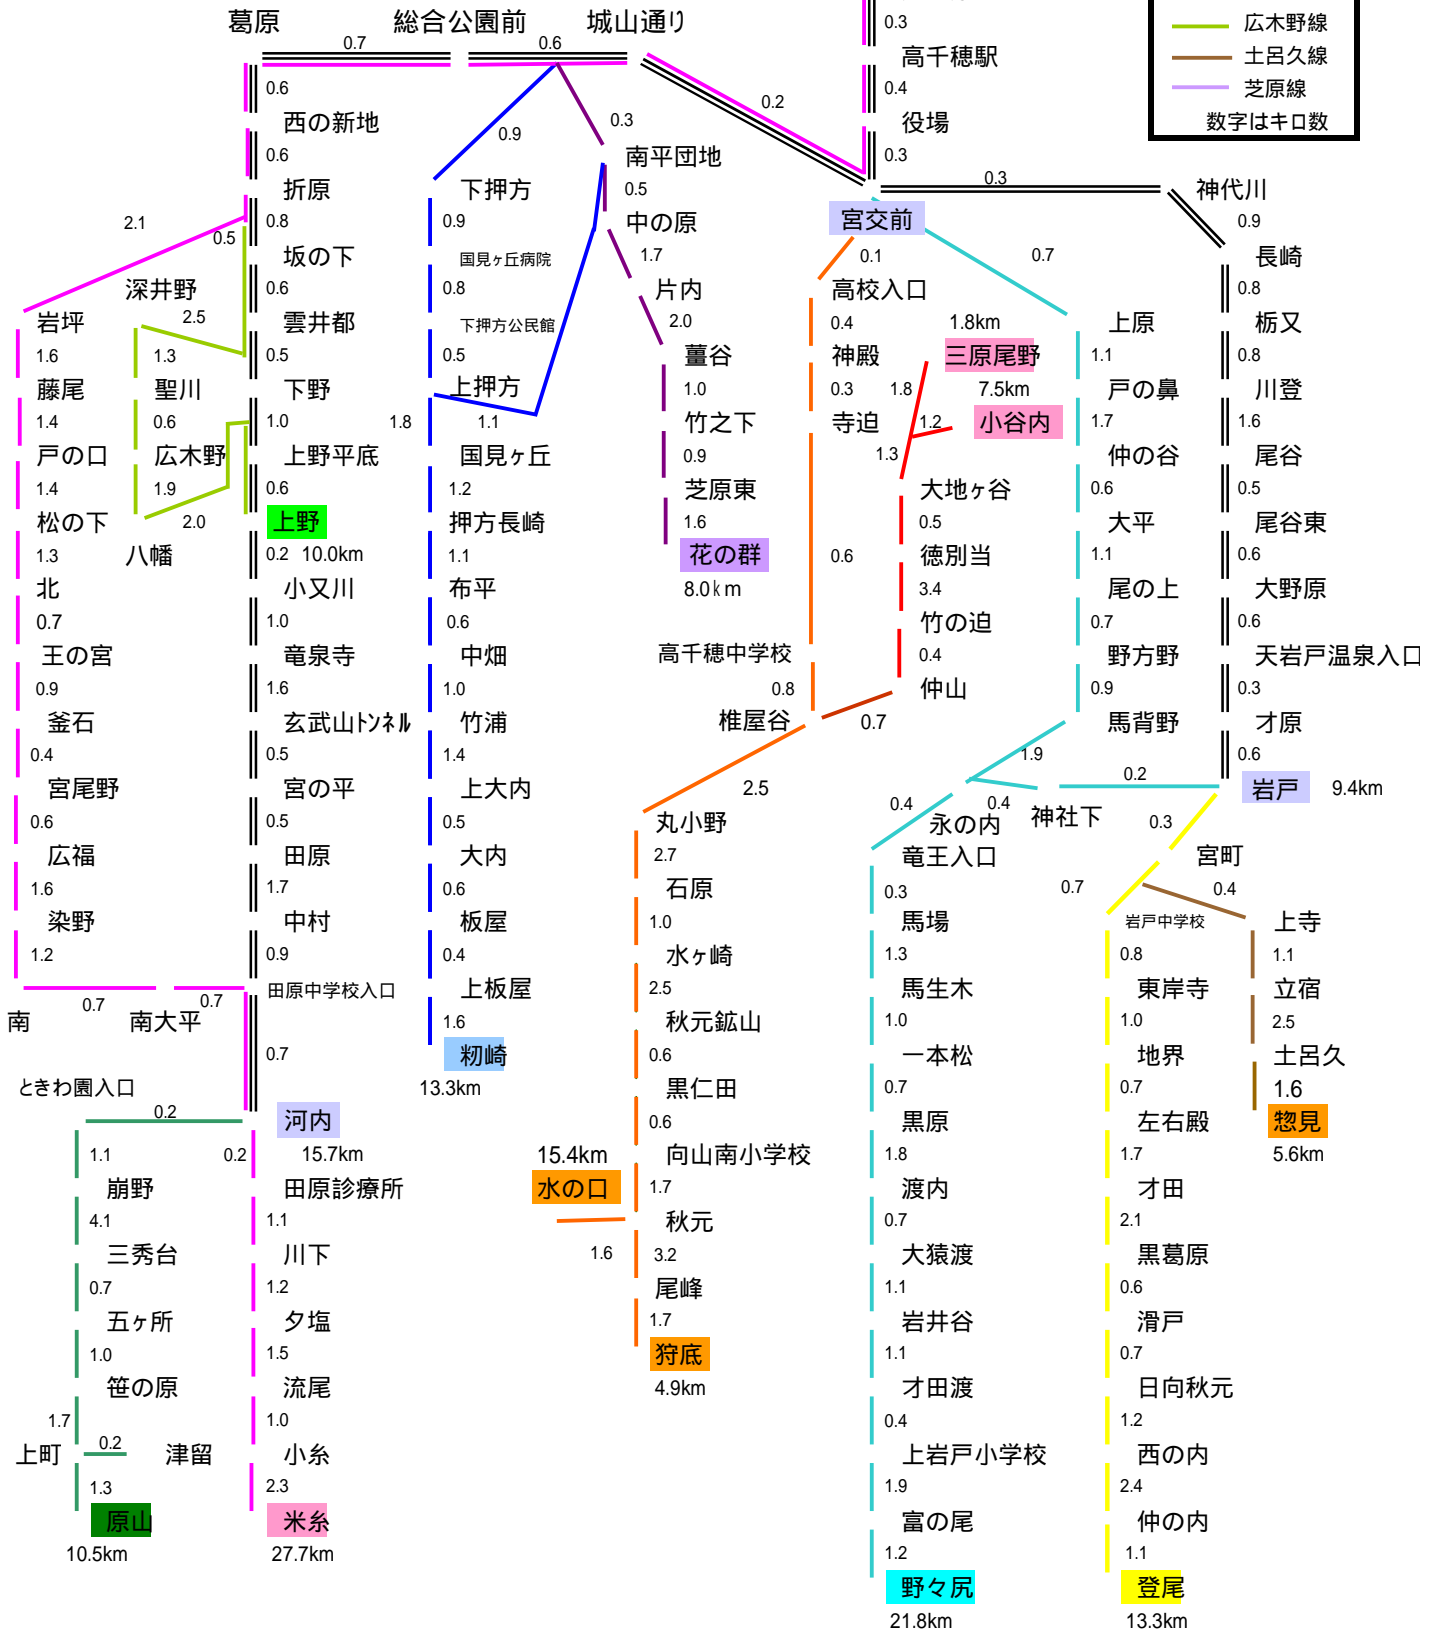 広木野線
土呂久線
芝原線
数字はキロ数
葛原
0.7
総合公園前
0.6
城山通り
0.2
0.3
高千穂駅
0.4
役場
0.3
宮交前
0.3
神代川
0.9
長崎
0.8
栃又
0.8
川登
1.6
尾谷
0.5
尾谷東
0.6
大野原
0.6
天岩戸温泉入口
0.3
才原
0.6
岩戸
9.4km
0.6
西の新地
0.6
折原
0.8
坂の下
0.6
雲井都
0.5
下野
1.0
上野平底
0.6
上野
0.2
10.0km
小又川
1.0
竜泉寺
1.6
玄武山トンネル
0.5
宮の平
0.5
田原
1.7
中村
0.9
田原中学校入口
0.7
河内
15.7km
0.2
田原診療所
1.1
川下
1.2
夕塩
1.5
流尾
1.0
小糸
2.3
米糸
27.7km
2.1
岩坪
1.6
藤尾
1.4
戸の口
1.4
松の下
1.3
北
0.7
王の宮
0.9
釜石
0.4
宮尾野
0.6
広福
1.6
染野
1.2
南
0.7
南大平
0.7
0.5
深井野
2.5
1.3
聖川
0.6
広木野
1.9
2.0
八幡
ときわ園入口
0.2
1.1
崩野
4.1
三秀台
0.7
五ヶ所
1.0
笹の原
1.7
上町
0.2
津留
1.3
原山
10.5km
0.9
下押方
0.9
国見ヶ丘病院
0.8
下押方公民館
0.5
上押方
1.8
1.1
国見ヶ丘
1.2
押方長崎
1.1
布平
0.6
中畑
1.0
竹浦
1.4
上大内
0.5
大内
0.6
板屋
0.4
上板屋
1.6
籾崎
13.3km
0.3
南平団地
0.5
中の原
1.7
片内
2.0
薑谷
1.0
竹之下
0.9
芝原東
1.6
花の群
8.0ｋm
0.1
高校入口
0.4
神殿
0.3
寺迫
0.6
高千穂中学校
0.8
椎屋谷
2.5
丸小野
2.7
石原
1.0
水ヶ崎
2.5
秋元鉱山
0.6
黒仁田
0.6
向山南小学校
1.7
秋元
15.4km
水の口
1.6
3.2
尾峰
1.7
狩底
4.9km
1.8km
三原尾野
1.8
7.5km
小谷内
1.2
1.3
大地ヶ谷
0.5
徳別当
3.4
竹の迫
0.4
仲山
0.7
0.7
上原
1.1
戸の鼻
1.7
仲の谷
0.6
大平
1.1
尾の上
0.7
野方野
0.9
馬背野
1.9
0.2
0.4
0.4
永の内
神社下
竜王入口
0.3
馬場
1.3
馬生木
1.0
一本松
0.7
黒原
1.8
渡内
0.7
大猿渡
1.1
岩井谷
1.1
才田渡
0.4
上岩戸小学校
1.9
富の尾
1.2
野々尻
21.8km
0.3
宮町
0.7
岩戸中学校
0.8
東岸寺
1.0
地界
0.7
左右殿
1.7
才田
2.1
黒葛原
0.6
滑戸
0.7
日向秋元
1.2
西の内
2.4
仲の内
1.1
登尾
13.3km
0.4
上寺
1.1
立宿
2.5
土呂久
1.6
惣見
5.6km